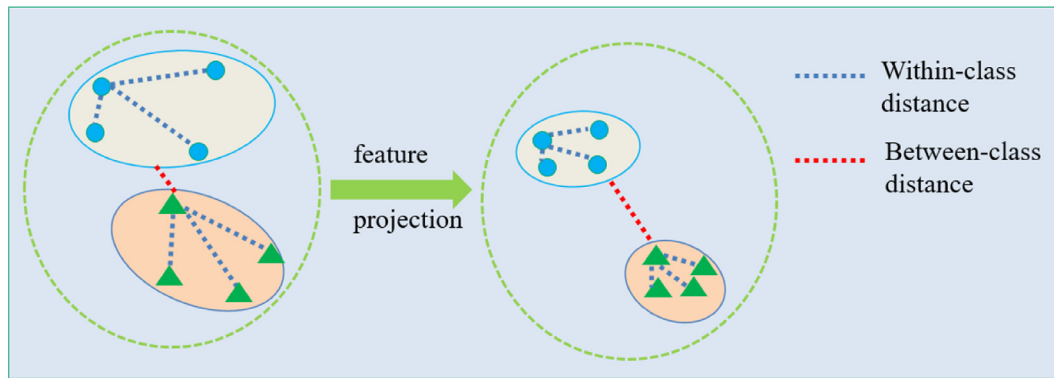 feature
projection
Within-class
distance
Between-class
distance